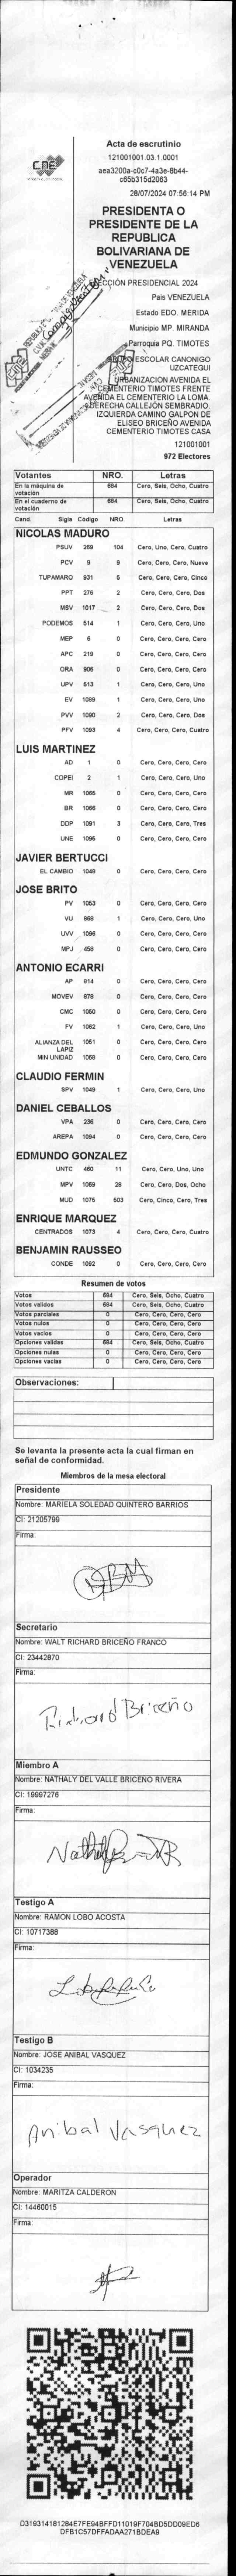 Acta de escrutinio
121001001.03.1.0001
aea3200a-c0c7-4a3e-8b44-
c65b315d2063
28/07/2024 07:56:14 PM
PRESIDENTA O
PRESIDENTE DE LA
REPUBLICA
BOLIVARIANA DE
VENEZUELA
ELECCIÓN PRESIDENCIAL 2024
País VENEZUELA
Estado EDO. MERIDA
Municipio MP. MIRANDA
Parroquia PQ. TIMOTES
ESCOLAR CANONIGO
UZCATEGUI
URBANIZACION AVENIDA EL
CEMENTERIO TIMOTES FRENTE
AVENIDA EL CEMENTERIO LA LOMA.
DERECHA CALLEJÓN SEMBRADIO.
IZQUIERDA CAMINO GALPON DE
ELISEO BRICEÑO AVENIDA
CEMENTERIO TIMOTES CASA
121001001
972 Electores
Votantes NRO. Letras
En la máquina de votación 684 Cero, Seis, Ocho, Cuatro
En el cuaderno de votación 684 Cero, Seis, Ocho, Cuatro
Cand. Sigla Código NRO. Letras
NICOLAS MADURO
PSUV 269 104 Cero, Uno, Cero, Cuatro
PCV 9 9 Cero, Cero, Cero, Nueve
TUPAMARO 931 5 Cero, Cero, Cero, Cinco
PPT 276 2 Cero, Cero, Cero, Dos
MSV 1017 2 Cero, Cero, Cero, Dos
PODEMOS 514 1 Cero, Cero, Cero, Uno
MEP 6 0 Cero, Cero, Cero, Cero
APC 219 0 Cero, Cero, Cero, Cero
ORA 906 0 Cero, Cero, Cero, Cero
UPV 513 1 Cero, Cero, Cero, Uno
EV 1089 1 Cero, Cero, Cero, Uno
PVV 1090 2 Cero, Cero, Cero, Dos
PFV 1093 4 Cero, Cero, Cero, Cuatro
LUIS MARTINEZ
AD 1 0 Cero, Cero, Cero, Cero
COPEI 2 1 Cero, Cero, Cero, Uno
MR 1065 0 Cero, Cero, Cero, Cero
BR 1066 0 Cero, Cero, Cero, Cero
DDP 1091 3 Cero, Cero, Cero, Tres
UNE 1095 0 Cero, Cero, Cero, Cero
JAVIER BERTUCCI
EL CAMBIO 1048 0 Cero, Cero, Cero, Cero
JOSE BRITO
PV 1053 0 Cero, Cero, Cero, Cero
VU 868 1 Cero, Cero, Cero, Uno
UVV 1096 0 Cero, Cero, Cero, Cero
MPJ 458 0 Cero, Cero, Cero, Cero
ANTONIO ECARRI
AP 814 0 Cero, Cero, Cero, Cero
MOVEV 878 0 Cero, Cero, Cero, Cero
CMC 1050 0 Cero, Cero, Cero, Cero
FV 1062 1 Cero, Cero, Cero, Uno
ALIANZA DEL LAPIZ 1051 0 Cero, Cero, Cero, Cero
MIN UNIDAD 1068 0 Cero, Cero, Cero, Cero
CLAUDIO FERMIN
SPV 1049 1 Cero, Cero, Cero, Uno
DANIEL CEBALLOS
VPA 236 0 Cero, Cero, Cero, Cero
AREPA 1094 0 Cero, Cero, Cero, Cero
EDMUNDO GONZALEZ
UNTC 460 11 Cero, Cero, Uno, Uno
MPV 1069 28 Cero, Cero, Dos, Ocho
MUD 1075 503 Cero, Cinco, Cero, Tres
ENRIQUE MARQUEZ
CENTRADOS 1073 4 Cero, Cero, Cero, Cuatro
BENJAMIN RAUSSEO
CONDE 1092 0 Cero, Cero, Cero, Cero
Resumen de votos
Votos 684 Cero, Seis, Ocho, Cuatro
Votos válidos 684 Cero, Seis, Ocho, Cuatro
Votos parciales 0 Cero, Cero, Cero, Cero
Votos nulos 0 Cero, Cero, Cero, Cero
Votos vacíos 0 Cero, Cero, Cero, Cero
Opciones válidas 684 Cero, Seis, Ocho, Cuatro
Opciones nulas 0 Cero, Cero, Cero, Cero
Opciones vacías 0 Cero, Cero, Cero, Cero
Observaciones:
Se levanta la presente acta la cual firman en
señal de conformidad.
Miembros de la mesa electoral
Presidente
Nombre: MARIELA SOLEDAD QUINTERO BARRIOS
CI: 21205799
Firma:
Secretario
Nombre: WALT RICHARD BRICEÑO FRANCO
CI: 23442870
Firma:
Richard Briceño
Miembro A
Nombre: NATHALY DEL VALLE BRICENO RIVERA
CI: 19997276
Firma:
Testigo A
Nombre: RAMON LOBO ACOSTA
CI: 10717388
Firma:
Testigo B
Nombre: JOSE ANIBAL VASQUEZ
CI: 1034235
Firma:
Anibal Vasquez
Operador
Nombre: MARITZA CALDERON
CI: 14460015
Firma:
D319314181284E7FE94BFFD11019F704BD5DD09ED6
DFB1C57DFFADAA271BDEA9